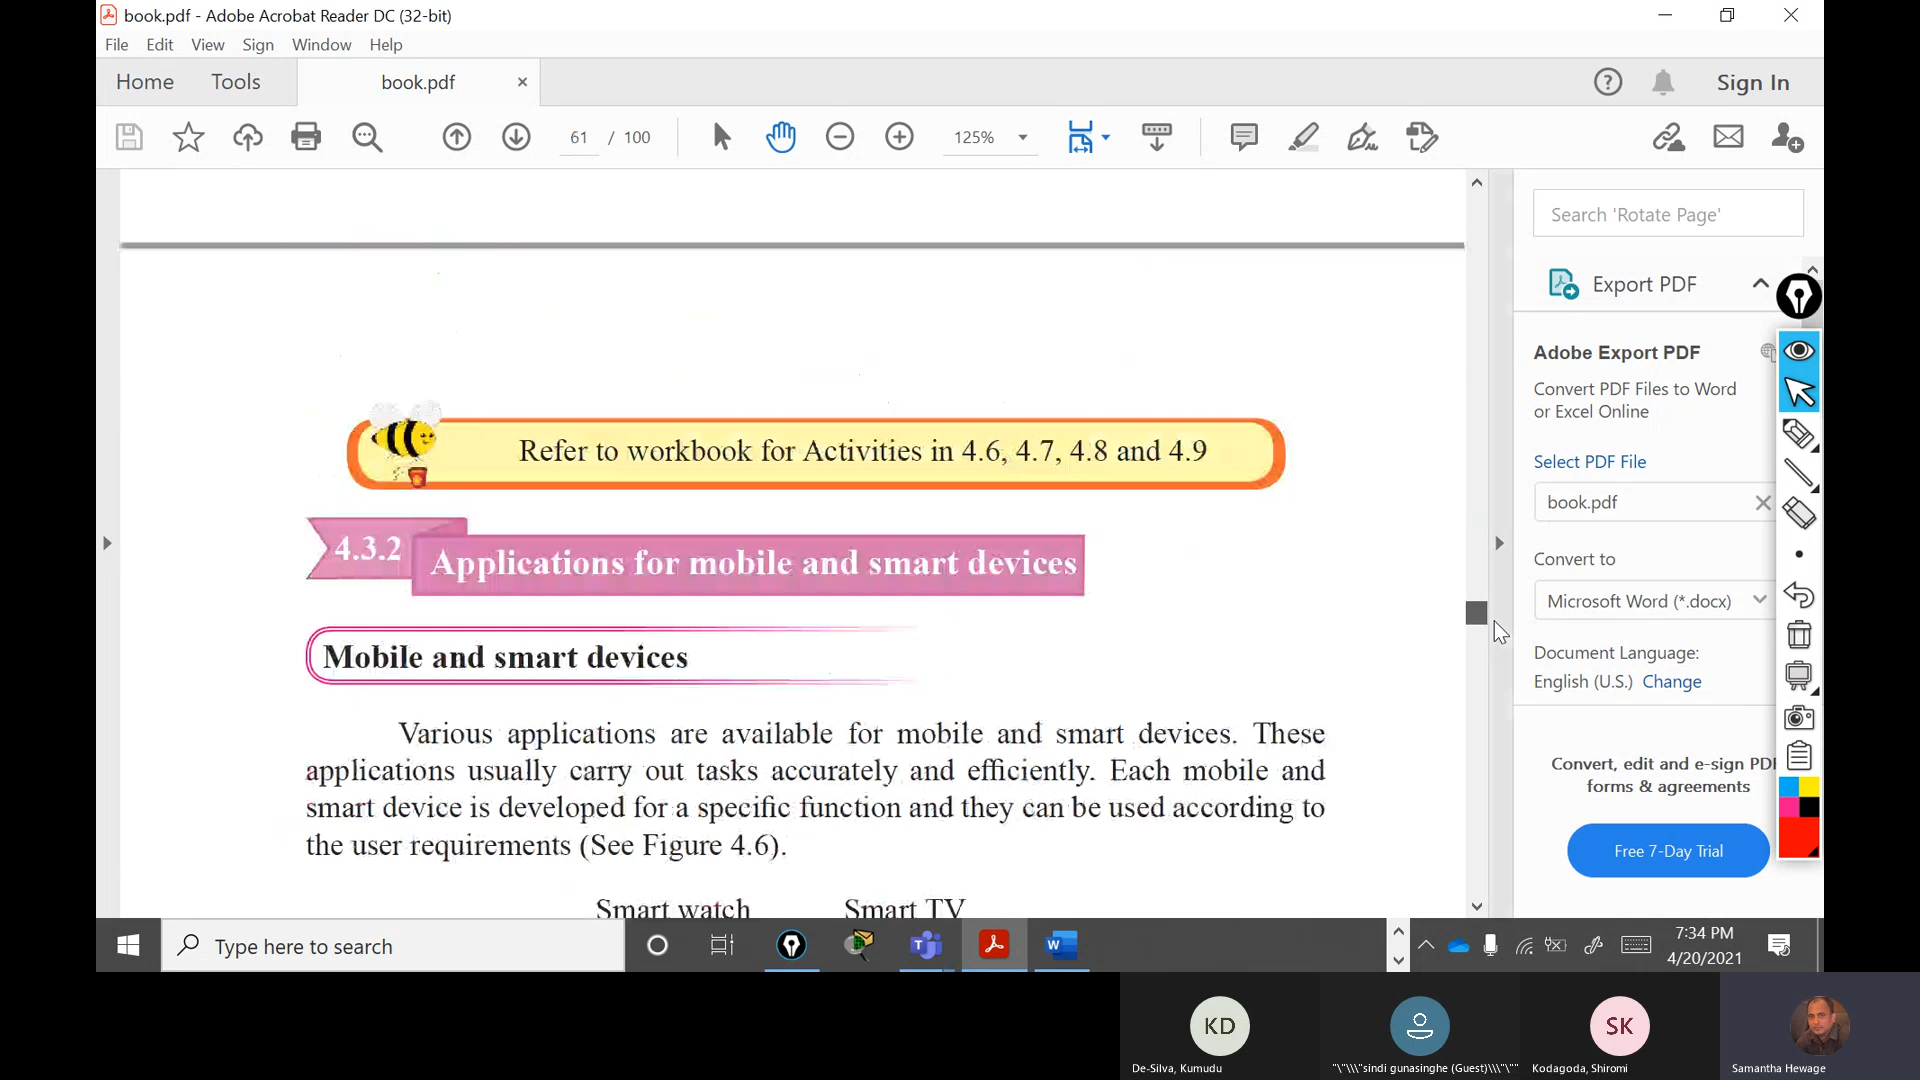 book.pdf - Adobe Acrobat Reader DC (32-bit)
File Edit View Sign Window Help
Home Tools book.pdf × Sign In
61 / 100 125%
Search 'Rotate Page'
Export PDF
Adobe Export PDF
Convert PDF Files to Word
or Excel Online
Select PDF File
book.pdf
Convert to
Microsoft Word (*.docx)
Document Language:
English (U.S.) Change
Convert, edit and e-sign PDF
forms & agreements
Free 7-Day Trial
Refer to workbook for Activities in 4.6, 4.7, 4.8 and 4.9
4.3.2 Applications for mobile and smart devices
Mobile and smart devices
Various applications are available for mobile and smart devices. These
applications usually carry out tasks accurately and efficiently. Each mobile and
smart device is developed for a specific function and they can be used according to
the user requirements (See Figure 4.6).
Smart watch Smart TV
Type here to search
7:34 PM
4/20/2021
KD SK
De-Silva, Kumudu "\"\\\"sindi gunasinghe (Guest)\\\"\"" Kodagoda, Shiromi Samantha Hewage